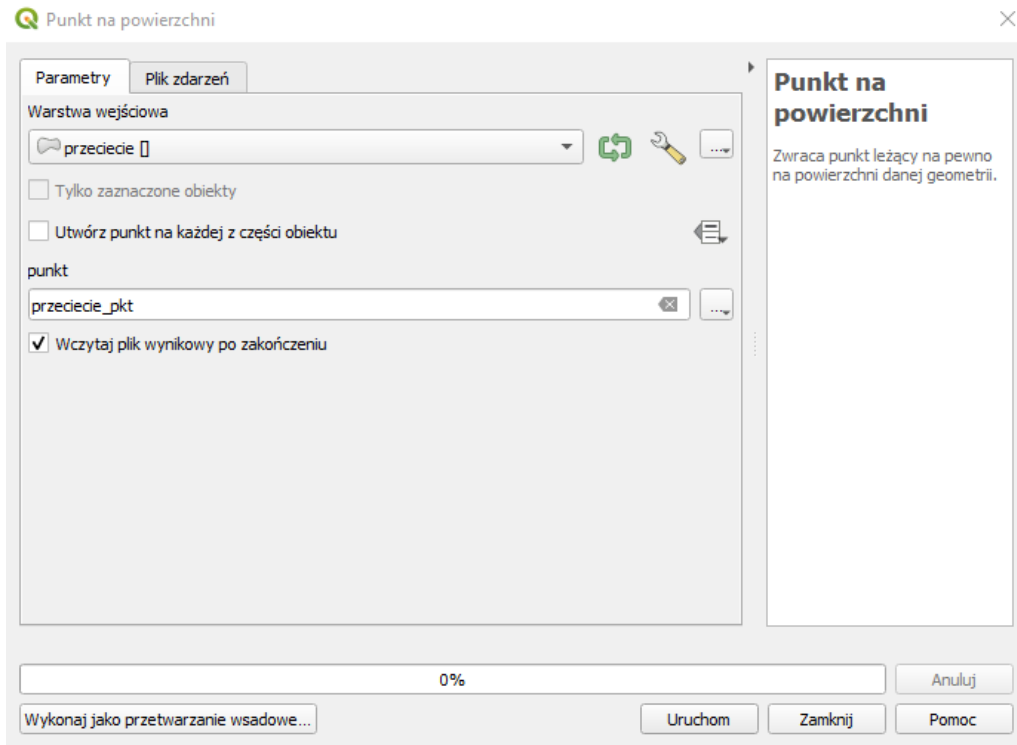 Punkt na powierzchni
Parametry
Plik zdarzeń
Warstwa wejściowa
przeciecie []
...
Tylko zaznaczone obiekty
Utwórz punkt na każdej z części obiektu
punkt
przeciecie_pkt
...
Wczytaj plik wynikowy po zakończeniu
Punkt na
powierzchni
Zwraca punkt leżący na pewno
na powierzchni danej geometrii.
0%
Anuluj
Wykonaj jako przetwarzanie wsadowe...
Uruchom
Zamknij
Pomoc